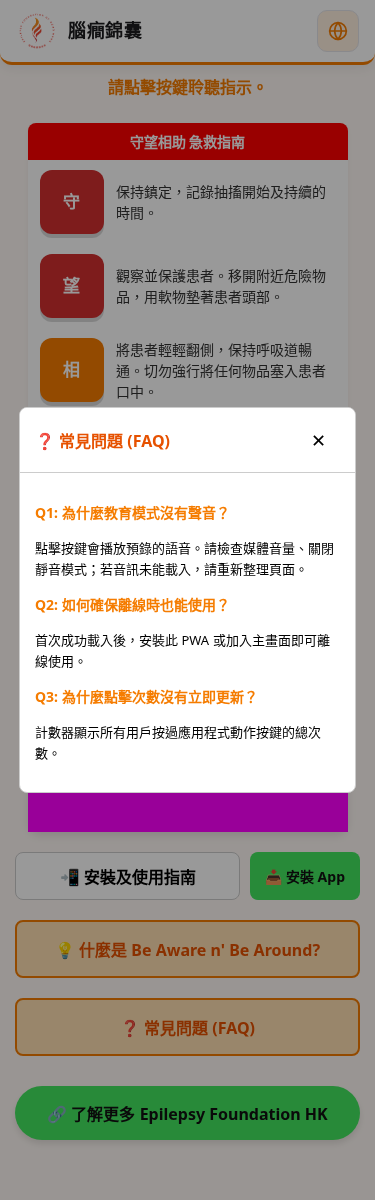 腦癇錦囊
請點擊按鍵聆聽指示。
守望相助 急救指南
守
保持鎮定，記錄抽搐開始及持續的
時間。
望
觀察並保護患者。移開附近危險物
品，用軟物墊著患者頭部。
相
將患者輕輕翻側，保持呼吸道暢
通。切勿強行將任何物品塞入患者
口中。
❓ 常見問題 (FAQ)
✕
Q1: 為什麼教育模式沒有聲音？
點擊按鍵會播放預錄的語音。請檢查媒體音量、關閉
靜音模式；若音訊未能載入，請重新整理頁面。
Q2: 如何確保離線時也能使用？
首次成功載入後，安裝此 PWA 或加入主畫面即可離
線使用。
Q3: 為什麼點擊次數沒有立即更新？
計數器顯示所有用戶按過應用程式動作按鍵的總次
數。
📲 安裝及使用指南
📥 安裝 App
💡 什麼是 Be Aware n' Be Around?
❓ 常見問題 (FAQ)
🔗 了解更多 Epilepsy Foundation HK